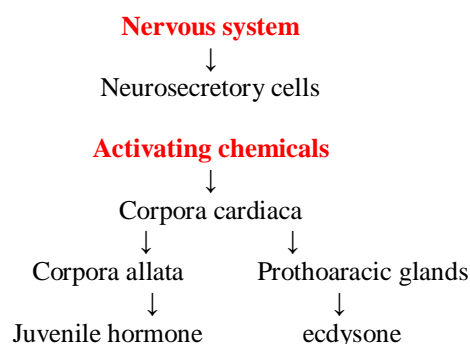 Nervous system
↓
Neurosecretory cells
Activating chemicals
↓
Corpora cardiaca
↓ ↓
Corpora allata Prothoaracic glands
↓ ↓
Juvenile hormone ecdysone